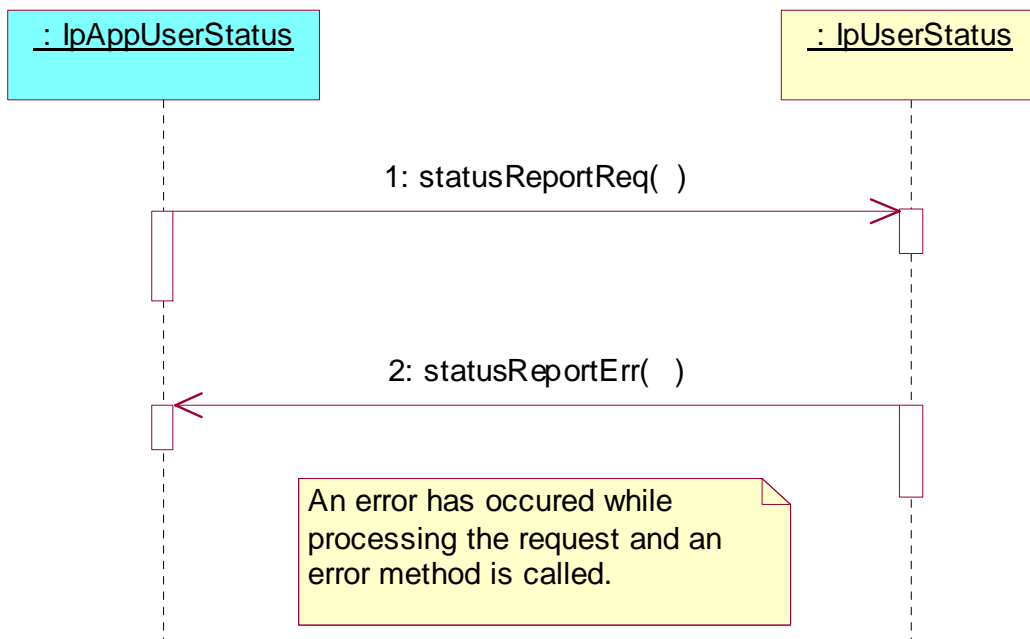 : IpAppUserStatus
: IpUserStatus
1: statusReportReq(  )
2: statusReportErr(  )
An error has occured while
processing the request and an
error method is called.